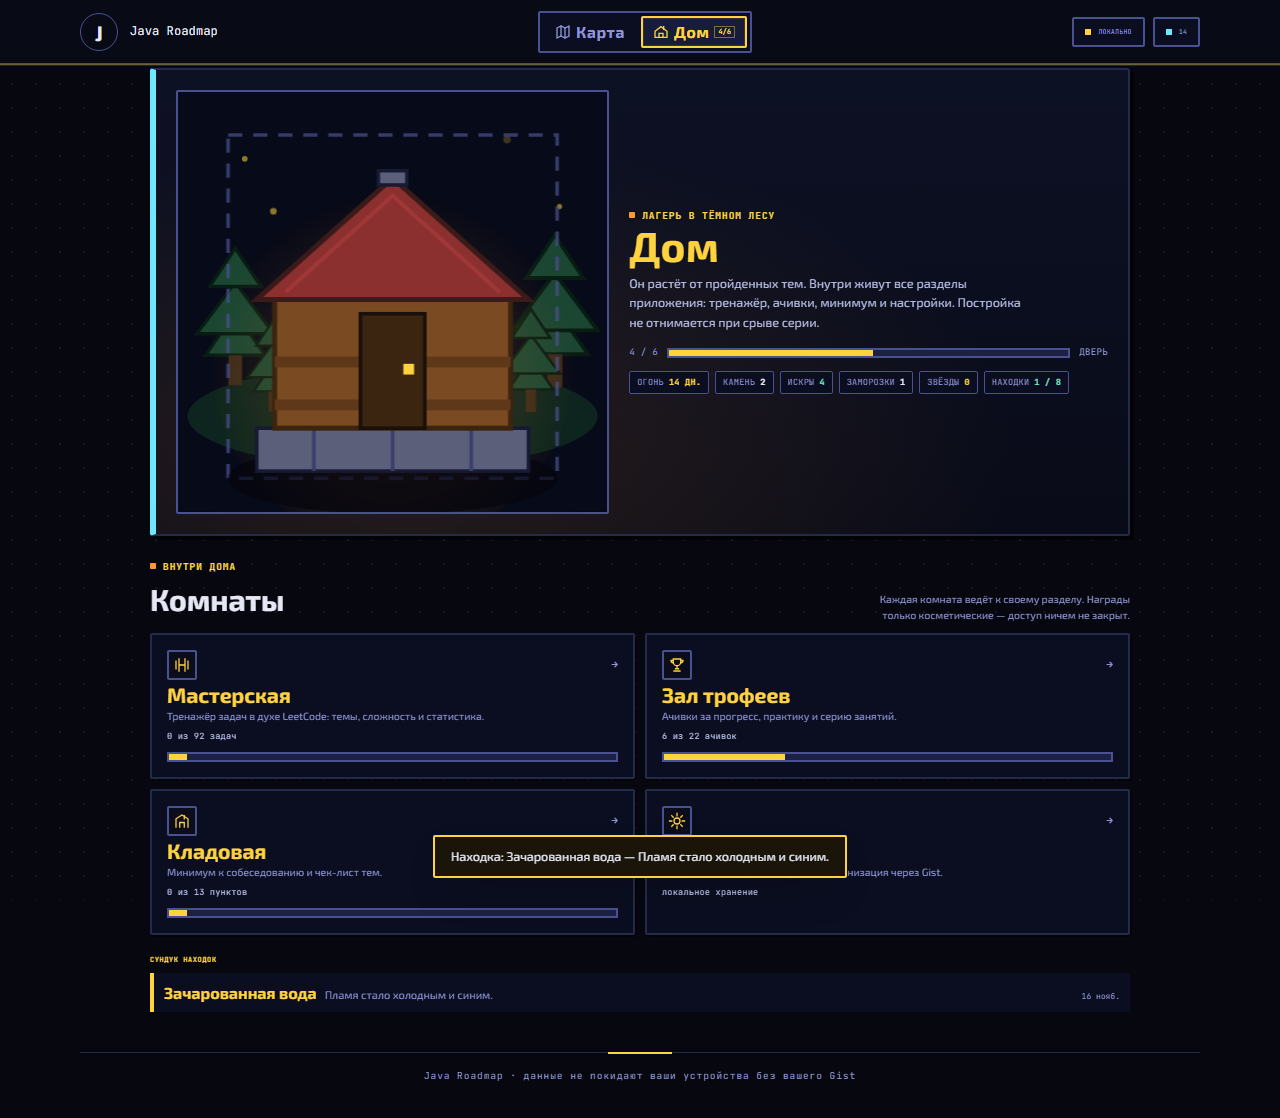 J Java Roadmap
Карта
Дом 4/6
ЛОКАЛЬНО
14
ЛАГЕРЬ В ТЁМНОМ ЛЕСУ
Дом
Он растёт от пройденных тем. Внутри живут все разделы
приложения: тренажёр, ачивки, минимум и настройки. Постройка
не отнимается при срыве серии.
4 / 6 ДВЕРЬ
ОГОНЬ 14 ДН. КАМЕНЬ 2 ИСКРЫ 4 ЗАМОРОЗКИ 1 ЗВЁЗДЫ 0 НАХОДКИ 1 / 8
ВНУТРИ ДОМА
Комнаты
Каждая комната ведёт к своему разделу. Награды
только косметические — доступ ничем не закрыт.
→
Мастерская
Тренажёр задач в духе LeetCode: темы, сложность и статистика.
0 из 92 задач
→
Зал трофеев
Ачивки за прогресс, практику и серию занятий.
6 из 22 ачивок
→
Кладовая
Минимум к собеседованию и чек-лист тем.
0 из 13 пунктов
→
низация через Gist.
локальное хранение
Находка: Зачарованная вода — Пламя стало холодным и синим.
СУНДУК НАХОДОК
Зачарованная вода Пламя стало холодным и синим. 16 нояб.
Java Roadmap · данные не покидают ваши устройства без вашего Gist